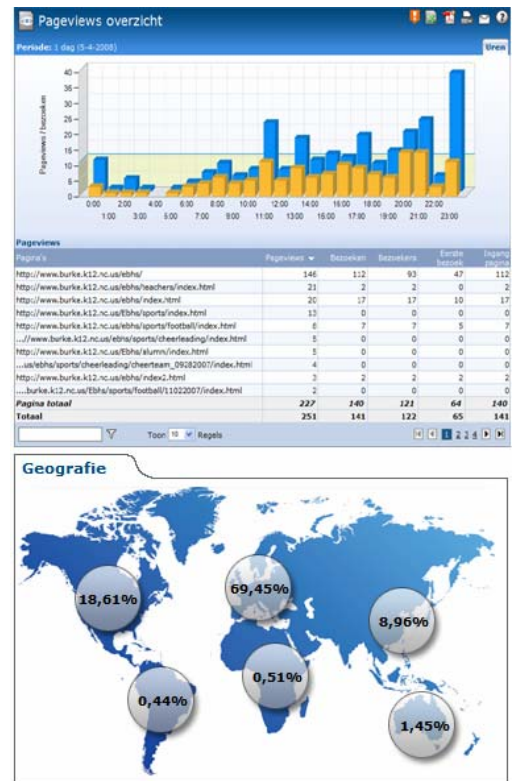 Pageviews overzicht
Periode: 1 dag (5-4-2008)
Uren
Pageviews / bezoeken
40
35
30
25
20
15
10
5
0
0:00 2:00 4:00 6:00 8:00 10:00 12:00 14:00 16:00 18:00 20:00 22:00
1:00 3:00 5:00 7:00 9:00 11:00 13:00 15:00 17:00 19:00 21:00 23:00
Pageviews
Pagina's Pageviews Bezoeken Bezoekers Eerste bezoek Ingang pagina
http://www.burke.k12.nc.us/ebhs/ 146 112 93 47 112
http://www.burke.k12.nc.us/ebhs/teachers/index.html 21 2 2 0 2
http://www.burke.k12.nc.us/ebhs/index.html 20 17 17 10 17
http://www.burke.k12.nc.us/Ebhs/sports/index.html 13 0 0 0 0
http://www.burke.k12.nc.us/ebhs/sports/football/index.html 7 7 5 7
...//www.burke.k12.nc.us/ebhs/sports/cheerleading/index.html 5 0 0 0 0
http://www.burke.k12.nc.us/Ebhs/alumn/index.html 5 0 0 0 0
...us/ebhs/sports/cheerleading/cheerteam_09282007/index.html 4 0 0 0 0
http://www.burke.k12.nc.us/ebhs/index2.html 3 2 2 2 2
....burke.k12.nc.us/Ebhs/sports/football/11022007/index.html 2 0 0 0 0
Pagina totaal 227 140 121 64 140
Totaal 251 141 122 65 141
Toon 10 Regels 1 2 3 4
Geografie
18,61%
69,45%
8,96%
0,51%
0,44%
1,45%